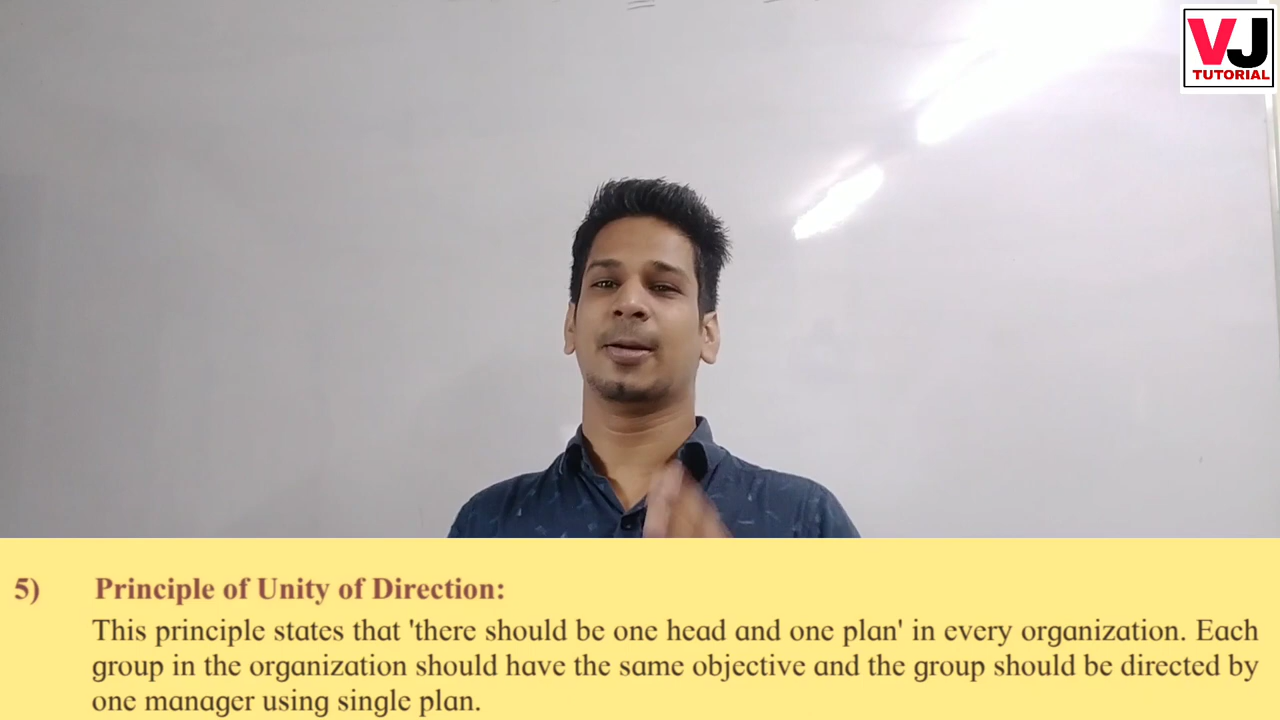 VJ
TUTORIAL
5) Principle of Unity of Direction:
This principle states that 'there should be one head and one plan' in every organization. Each
group in the organization should have the same objective and the group should be directed by
one manager using single plan.